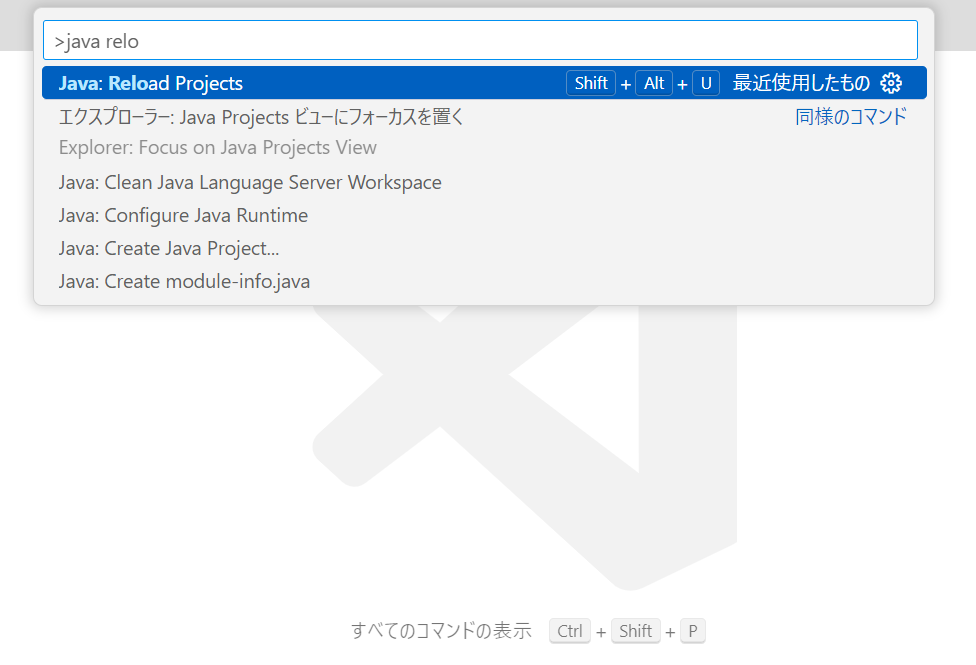 >java relo
Java: Reload Projects Shift + Alt + U 最近使用したもの
エクスプローラー: Java Projects ビューにフォーカスを置く 同様のコマンド
Explorer: Focus on Java Projects View
Java: Clean Java Language Server Workspace
Java: Configure Java Runtime
Java: Create Java Project...
Java: Create module-info.java
すべてのコマンドの表示 Ctrl + Shift + P